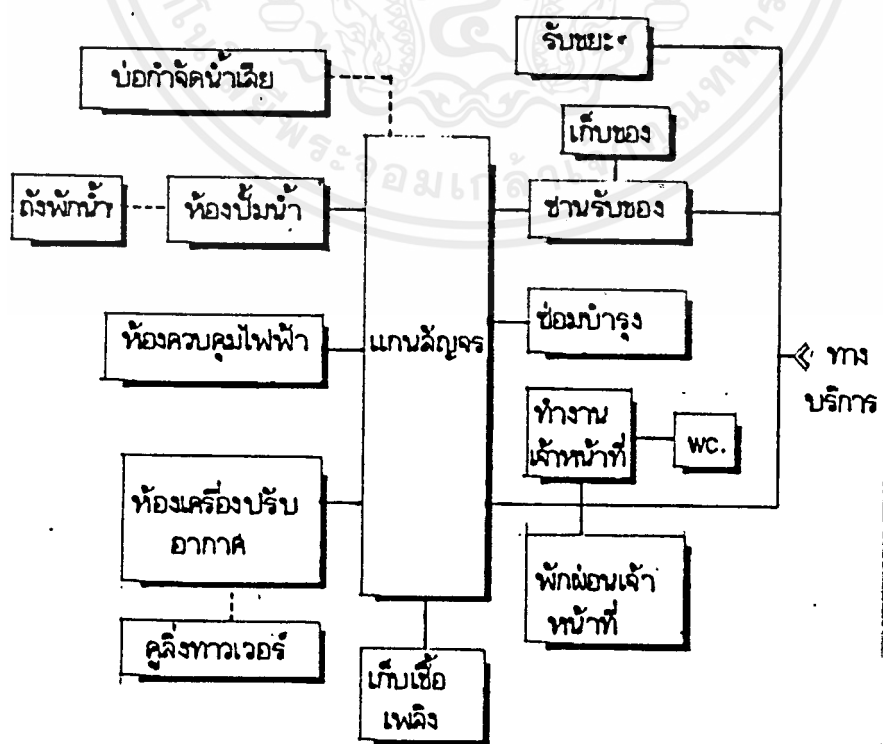 รับขยะ
บ่อกำจัดน้ำเสีย
เก็บของ
ถังพักน้ำ
ห้องปั้มน้ำ
ชานรับของ
ห้องควบคุมไฟฟ้า
แกนสัญจร
ซ่อมบำรุง
ทาง
บริการ
ทำงาน
เจ้าหน้าที่
WC.
ห้องเครื่องปรับ
อากาศ
พักผ่อนเจ้า
หน้าที่
คูลิ่งทาวเวอร์
เก็บเชื้อ
เพลิง